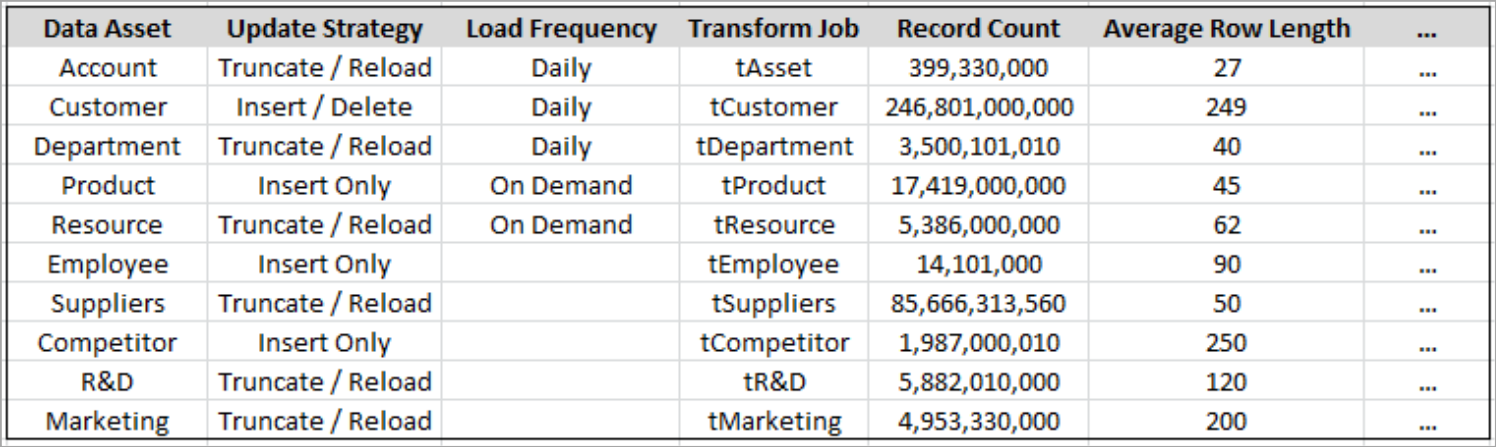 Data Asset Update Strategy Load Frequency Transform Job Record Count Average Row Length ...
Account Truncate / Reload Daily tAsset 399,330,000 27 ...
Customer Insert / Delete Daily tCustomer 246,801,000,000 249 ...
Department Truncate / Reload Daily tDepartment 3,500,101,010 40 ...
Product Insert Only On Demand tProduct 17,419,000,000 45 ...
Resource Truncate / Reload On Demand tResource 5,386,000,000 62 ...
Employee Insert Only tEmployee 14,101,000 90 ...
Suppliers Truncate / Reload tSuppliers 85,666,313,560 50 ...
Competitor Insert Only tCompetitor 1,987,000,010 250 ...
R&D Truncate / Reload tR&D 5,882,010,000 120 ...
Marketing Truncate / Reload tMarketing 4,953,330,000 200 ...